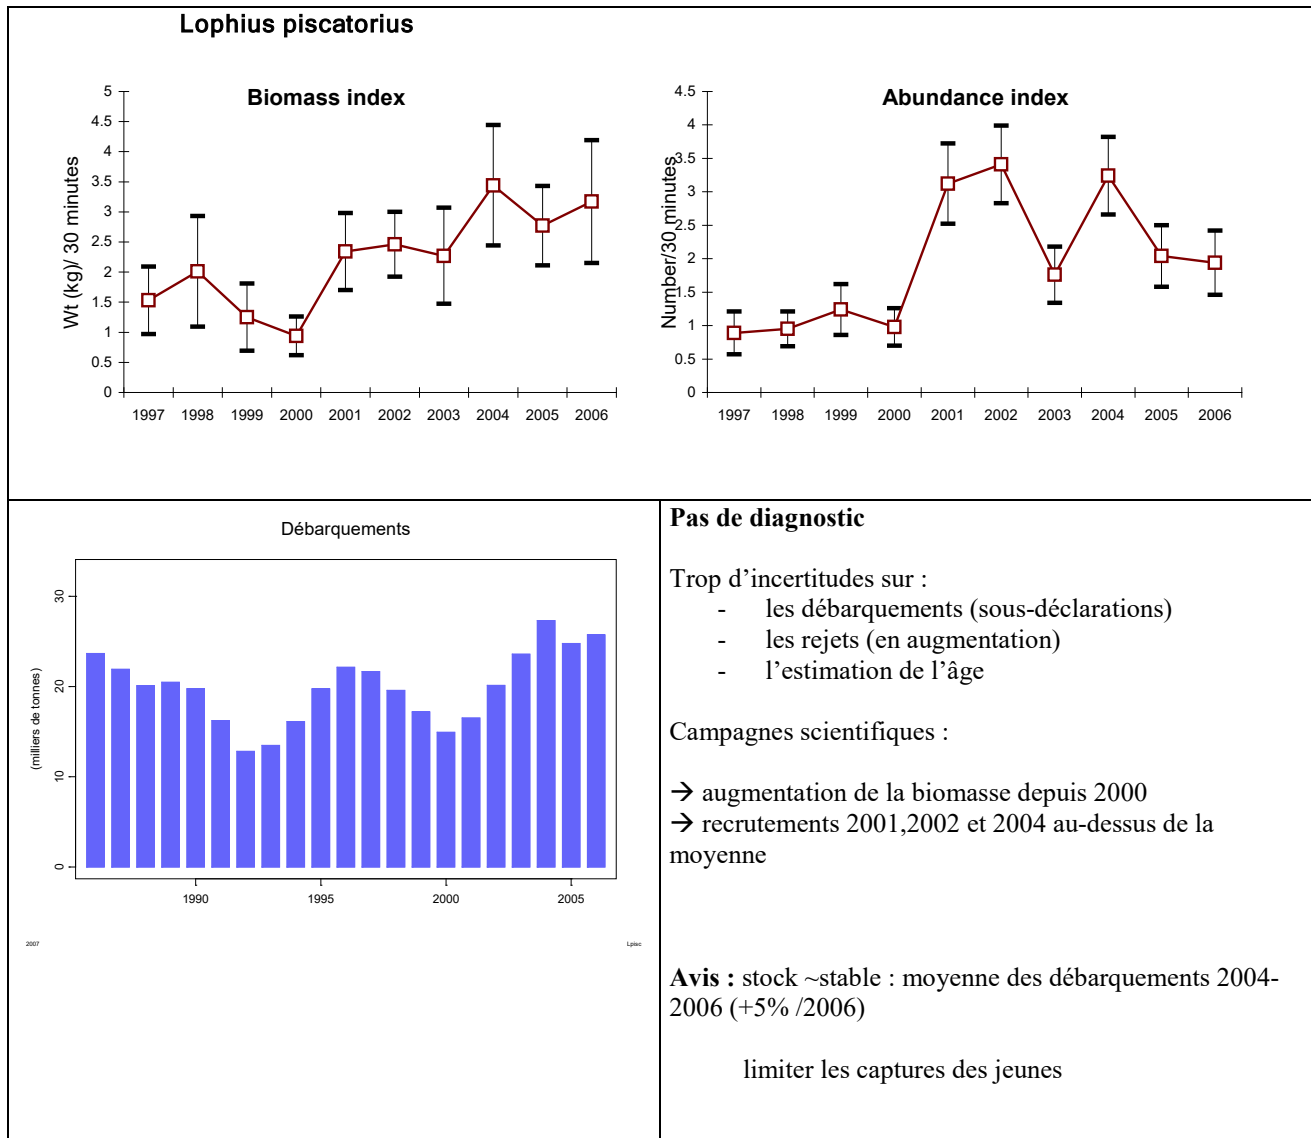 Lophius piscatorius
Biomass index
Wt (kg)/ 30 minutes
5
4.5
4
3.5
3
2.5
2
1.5
1
0.5
0
1997 1998 1999 2000 2001 2002 2003 2004 2005 2006
Abundance index
Number/30 minutes
4.5
4
3.5
3
2.5
2
1.5
1
0.5
0
1997 1998 1999 2000 2001 2002 2003 2004 2005 2006
Débarquements
(milliers de tonnes)
30
20
10
0
1990 1995 2000 2005
2007 Lpisc
Pas de diagnostic
Trop d’incertitudes sur :
- les débarquements (sous-déclarations)
- les rejets (en augmentation)
- l’estimation de l’âge
Campagnes scientifiques :
→ augmentation de la biomasse depuis 2000
→ recrutements 2001,2002 et 2004 au-dessus de la
moyenne
Avis : stock ~stable : moyenne des débarquements 2004-
2006 (+5% /2006)
limiter les captures des jeunes